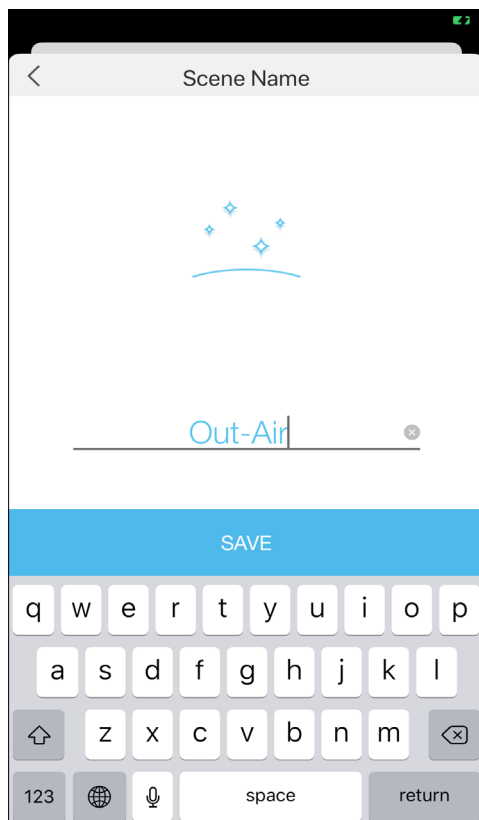 Scene Name
Out-Air
SAVE
q w e r t y u i o p
a s d f g h j k l
z x c v b n m
123 space return